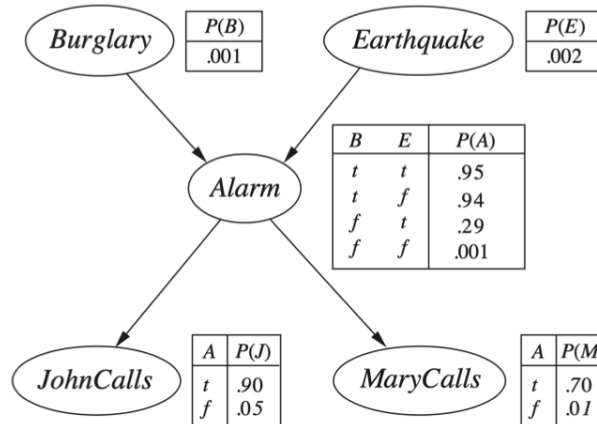 Burglary
P(B)
.001
Earthquake
P(E)
.002
Alarm
B E P(A)
t t .95
t f .94
f t .29
f f .001
JohnCalls
A P(J)
t .90
f .05
MaryCalls
A P(M
t .70
f .01